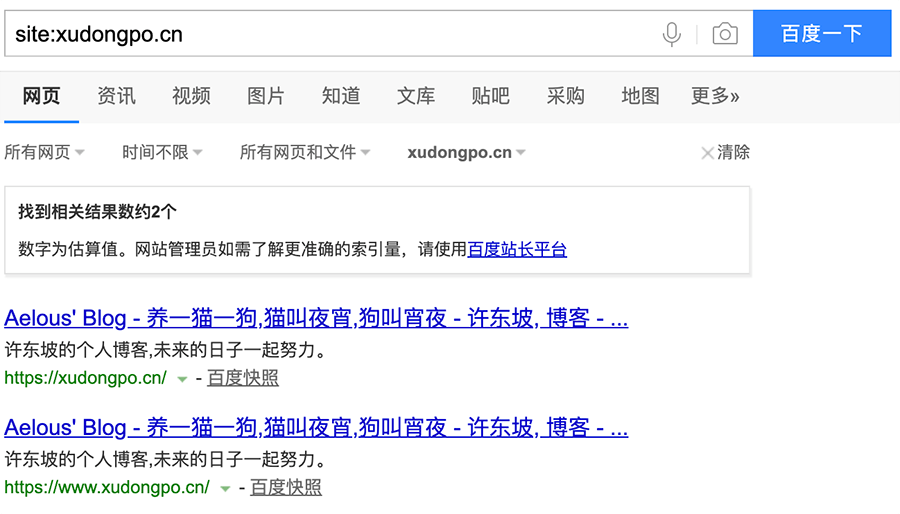 site:xudongpo.cn 百度一下
网页 资讯 视频 图片 知道 文库 贴吧 采购 地图 更多»
所有网页 时间不限 所有网页和文件 xudongpo.cn 清除
找到相关结果数约2个
数字为估算值。网站管理员如需了解更准确的索引量，请使用百度站长平台
Aelous' Blog - 养一猫一狗,猫叫夜宵,狗叫宵夜 - 许东坡, 博客 - ...
许东坡的个人博客,未来的日子一起努力。
https://xudongpo.cn/ - 百度快照
Aelous' Blog - 养一猫一狗,猫叫夜宵,狗叫宵夜 - 许东坡, 博客 - ...
许东坡的个人博客,未来的日子一起努力。
https://www.xudongpo.cn/ - 百度快照